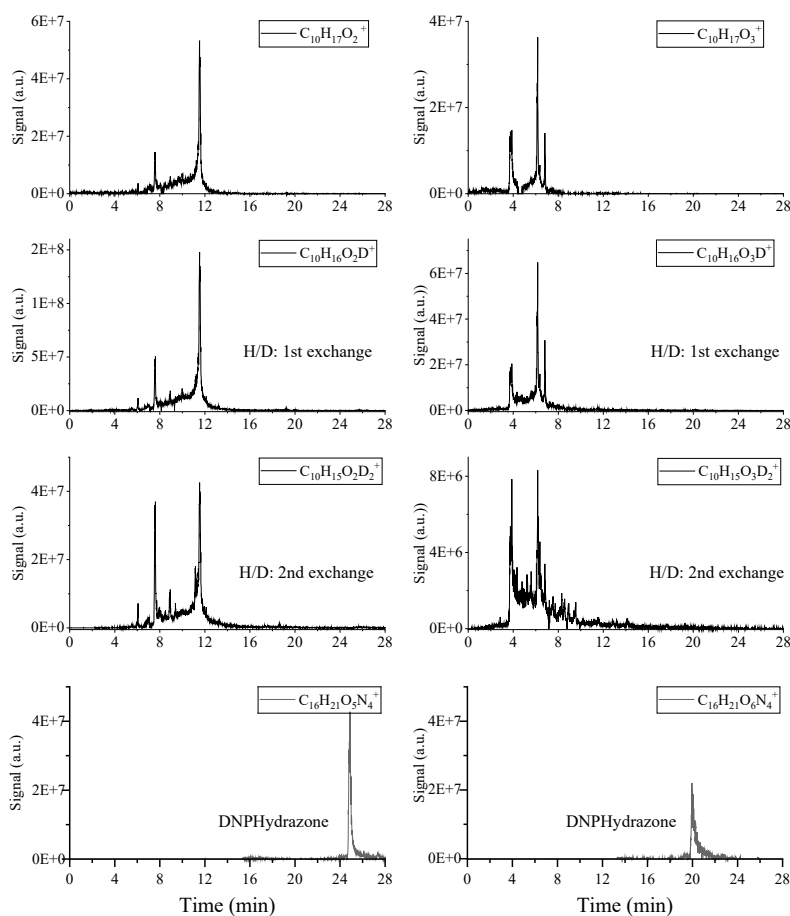 C₁₀H₁₇O₂⁺
Signal (a.u.)
6E+7
4E+7
2E+7
0E+0
0 4 8 12 16 20 24 28
C₁₀H₁₇O₃⁺
Signal (a.u.)
4E+7
2E+7
0E+0
0 4 8 12 16 20 24 28
C₁₀H₁₆O₂D⁺
Signal (a.u.)
2E+8
1E+8
5E+7
0E+0
H/D: 1st exchange
0 4 8 12 16 20 24 28
C₁₀H₁₆O₃D⁺
Signal (a.u.))
6E+7
4E+7
2E+7
0E+0
H/D: 1st exchange
0 4 8 12 16 20 24 28
C₁₀H₁₅O₂D₂⁺
Signal (a.u.)
4E+7
2E+7
0E+0
H/D: 2nd exchange
0 4 8 12 16 20 24 28
C₁₀H₁₅O₃D₂⁺
Signal (a.u.))
8E+6
6E+6
4E+6
2E+6
0E+0
H/D: 2nd exchange
0 4 8 12 16 20 24 28
C₁₆H₂₁O₅N₄⁺
Signal (a.u.)
4E+7
2E+7
0E+0
DNPHydrazone
0 4 8 12 16 20 24 28
Time (min)
C₁₆H₂₁O₆N₄⁺
Signal (a.u.)
4E+7
2E+7
0E+0
DNPHydrazone
0 4 8 12 16 20 24 28
Time (min)